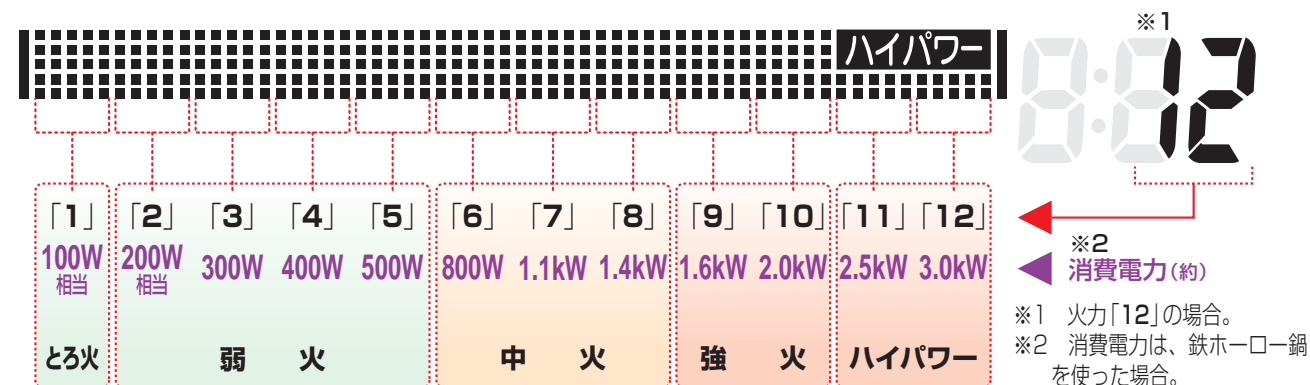 ※1
ハイパワー
12
「1」 「2」 「3」 「4」 「5」 「6」 「7」 「8」 「9」 「10」 「11」 「12」
100W 200W 300W 400W 500W 800W 1.1kW 1.4kW 1.6kW 2.0kW 2.5kW 3.0kW
相当 相当
※2
消費電力(約)
とろ火 弱 火 中 火 強 火 ハイパワー
※1 火力「12」の場合。
※2 消費電力は、鉄ホーロー鍋
を使った場合。